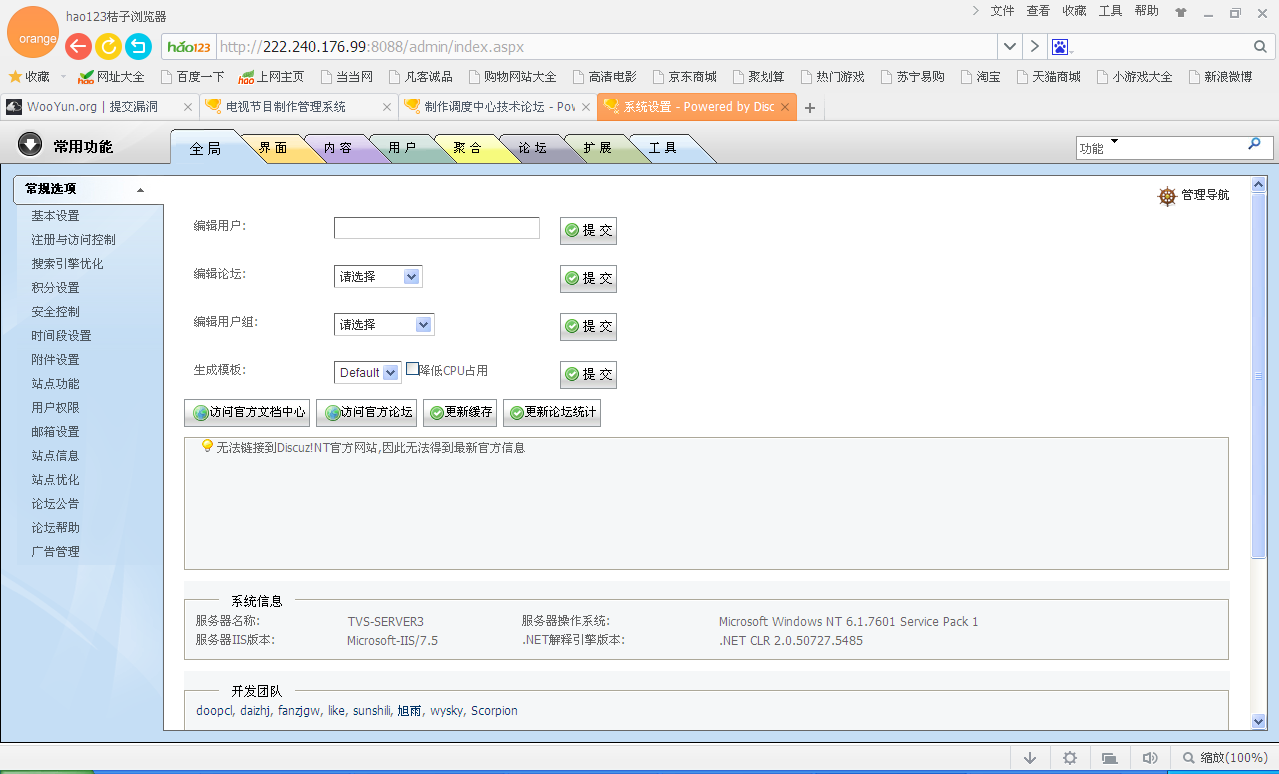 hao123桔子浏览器
文件 查看 收藏 工具 帮助
orange
hao123 http://222.240.176.99:8088/admin/index.aspx
收藏 网址大全 百度一下 上网主页 当当网 凡客诚品 购物网站大全 高清电影 京东商城 聚划算 热门游戏 苏宁易购 淘宝 天猫商城 小游戏大全 新浪微博
WooYun.org | 提交漏洞 电视节目制作管理系统 制作调度中心技术论坛 - Pow 系统设置 - Powered by Disc
常用功能
全局 界面 内容 用户 聚合 论坛 扩展 工具
功能
常规选项
基本设置
注册与访问控制
搜索引擎优化
积分设置
安全控制
时间段设置
附件设置
站点功能
用户权限
邮箱设置
站点信息
站点优化
论坛公告
论坛帮助
广告管理
管理导航
编辑用户: 提 交
编辑论坛: 请选择 提 交
编辑用户组: 请选择 提 交
生成模板: Default 降低CPU占用 提 交
访问官方文档中心 访问官方论坛 更新缓存 更新论坛统计
无法链接到Discuz!NT官方网站,因此无法得到最新官方信息
系统信息
服务器名称: TVS-SERVER3 服务器操作系统: Microsoft Windows NT 6.1.7601 Service Pack 1
服务器IIS版本: Microsoft-IIS/7.5 .NET解释引擎版本: .NET CLR 2.0.50727.5485
开发团队
doopcl, daizhj, fanzjgw, like, sunshili, 旭雨, wysky, Scorpion
缩放(100%)